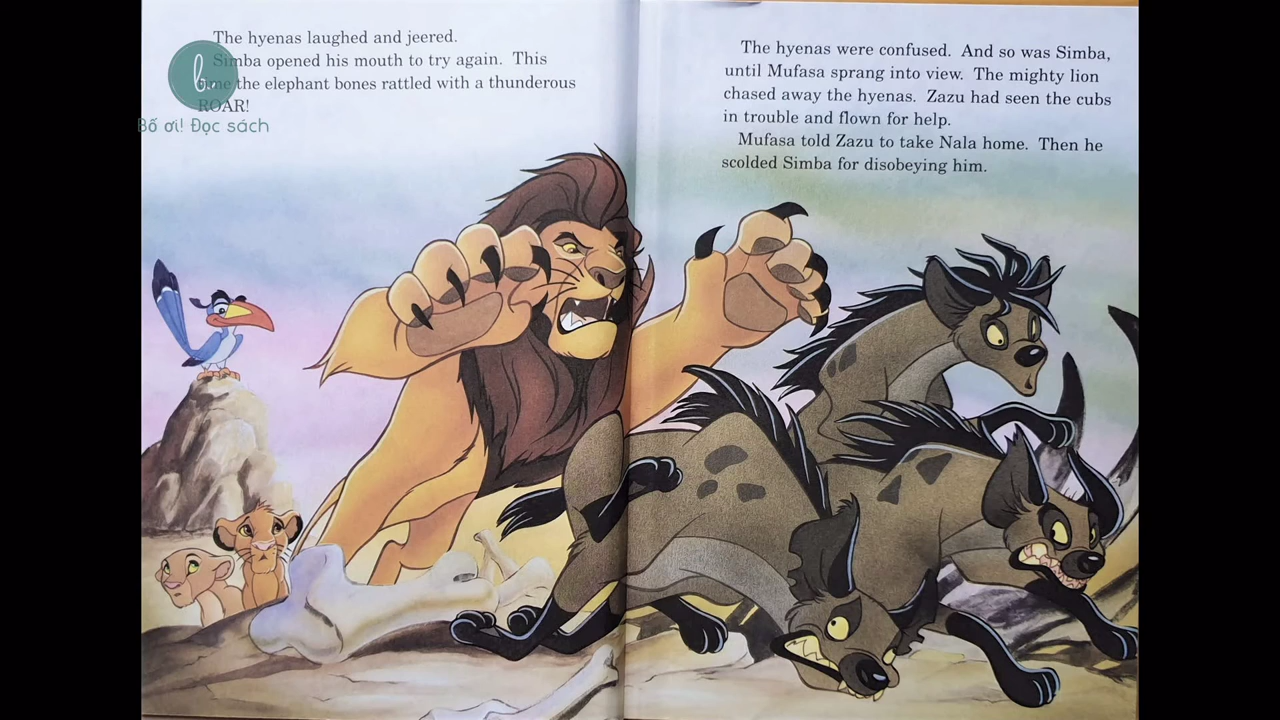 The hyenas laughed and jeered.
Simba opened his mouth to try again. This
time the elephant bones rattled with a thunderous
ROAR!
b.
Bố ơi! Đọc sách
The hyenas were confused. And so was Simba,
until Mufasa sprang into view. The mighty lion
chased away the hyenas. Zazu had seen the cubs
in trouble and flown for help.
Mufasa told Zazu to take Nala home. Then he
scolded Simba for disobeying him.